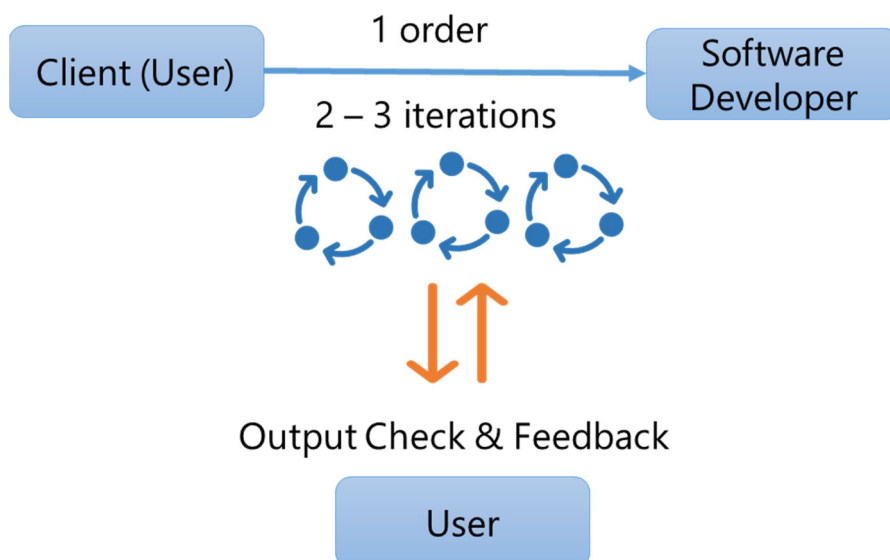 1 order
Client (User)
Software
Developer
2 – 3 iterations
Output Check & Feedback
User